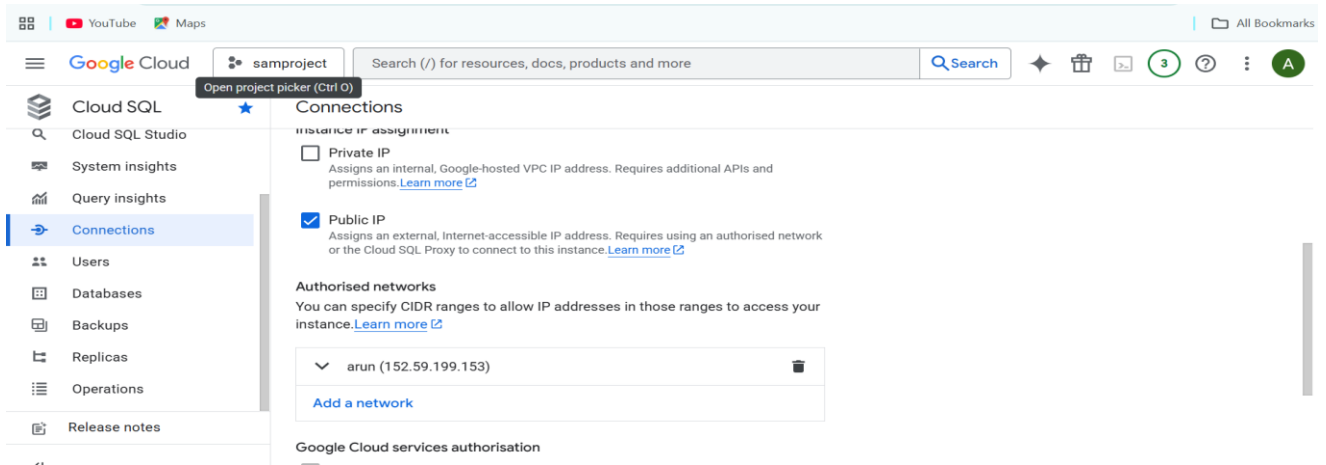 YouTube
Maps
All Bookmarks
Google Cloud
samproject
Search (/) for resources, docs, products and more
Search
3
A
Open project picker (Ctrl O)
Cloud SQL
Cloud SQL Studio
System insights
Query insights
Connections
Users
Databases
Backups
Replicas
Operations
Release notes
Connections
Instance IP assignment
Private IP
Assigns an internal, Google-hosted VPC IP address. Requires additional APIs and
permissions.Learn more
Public IP
Assigns an external, Internet-accessible IP address. Requires using an authorised network
or the Cloud SQL Proxy to connect to this instance.Learn more
Authorised networks
You can specify CIDR ranges to allow IP addresses in those ranges to access your
instance.Learn more
arun (152.59.199.153)
Add a network
Google Cloud services authorisation